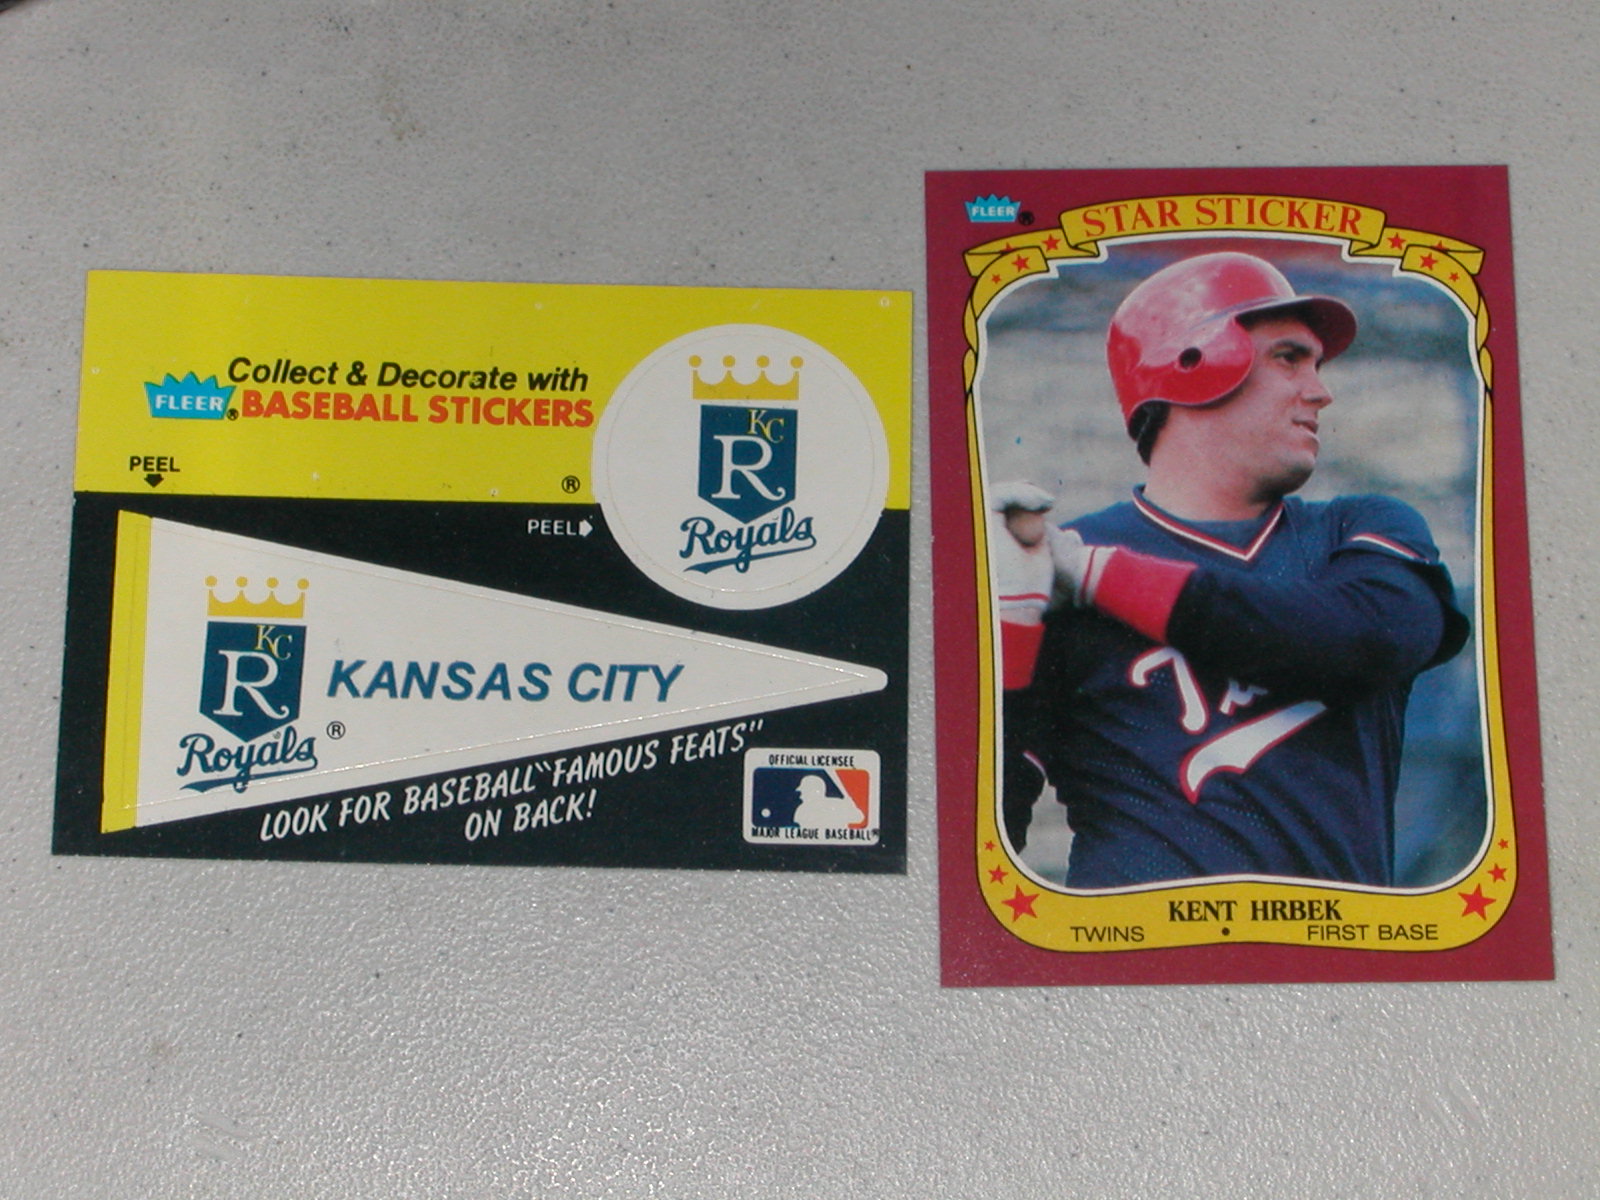 Collect & Decorate with
FLEER® BASEBALL STICKERS
PEEL
®
PEEL
KC
R
Royals
KC
R
Royals ®
KANSAS CITY
LOOK FOR BASEBALL "FAMOUS FEATS"
ON BACK!
OFFICIAL LICENSEE
MAJOR LEAGUE BASEBALL®
FLEER®
STAR STICKER
Tw
KENT HRBEK
TWINS • FIRST BASE